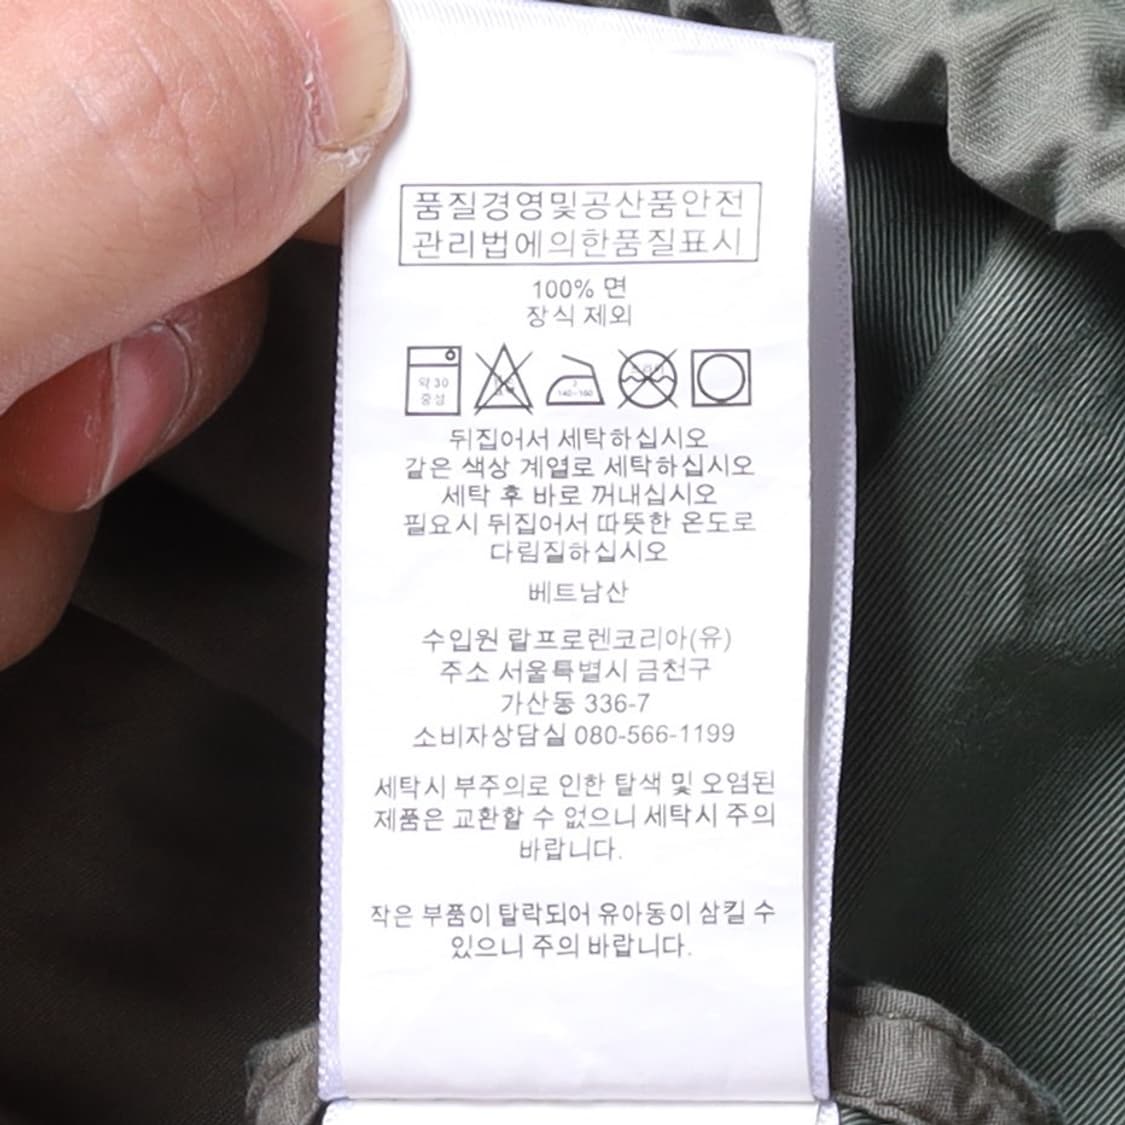 품질경영및공산품안전
관리법에의한품질표시
100% 면
장식 제외
약 30
중성
140~160
뒤집어서 세탁하십시오
같은 색상 계열로 세탁하십시오
세탁 후 바로 꺼내십시오
필요시 뒤집어서 따뜻한 온도로
다림질하십시오
베트남산
수입원 랄프로렌코리아(유)
주소 서울특별시 금천구
가산동 336-7
소비자상담실 080-566-1199
세탁시 부주의로 인한 탈색 및 오염된
제품은 교환할 수 없으니 세탁시 주의
바랍니다.
작은 부품이 탈락되어 유아동이 삼킬 수
있으니 주의 바랍니다.